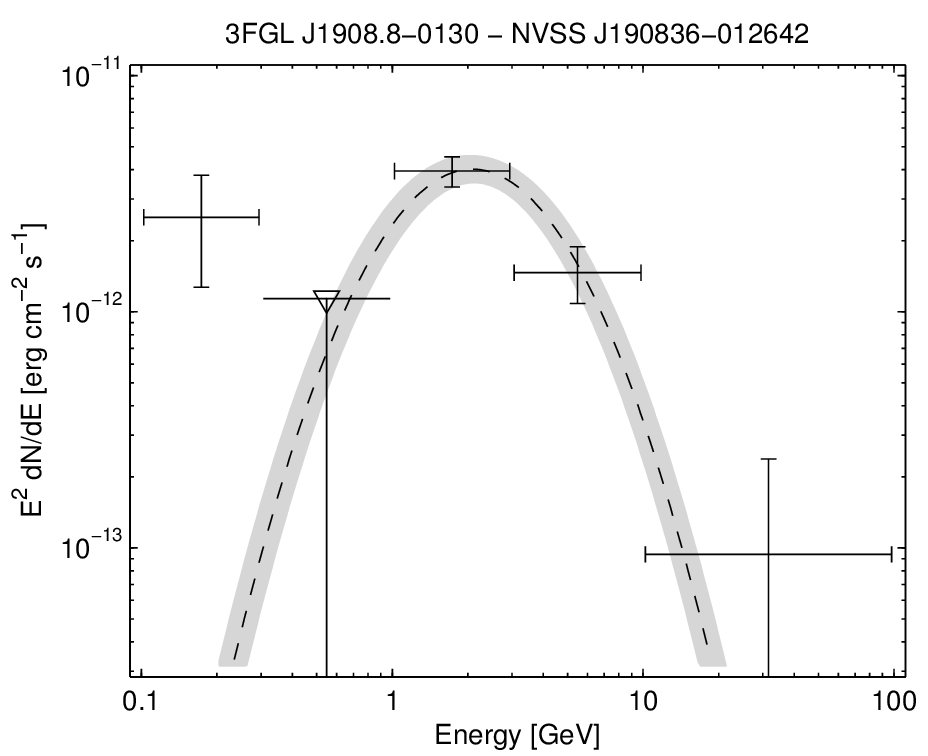 3FGL J1908.8−0130 − NVSS J190836−012642
E² dN/dE [erg cm⁻² s⁻¹]
10⁻¹¹
10⁻¹²
10⁻¹³
0.1 1 10 100
Energy [GeV]